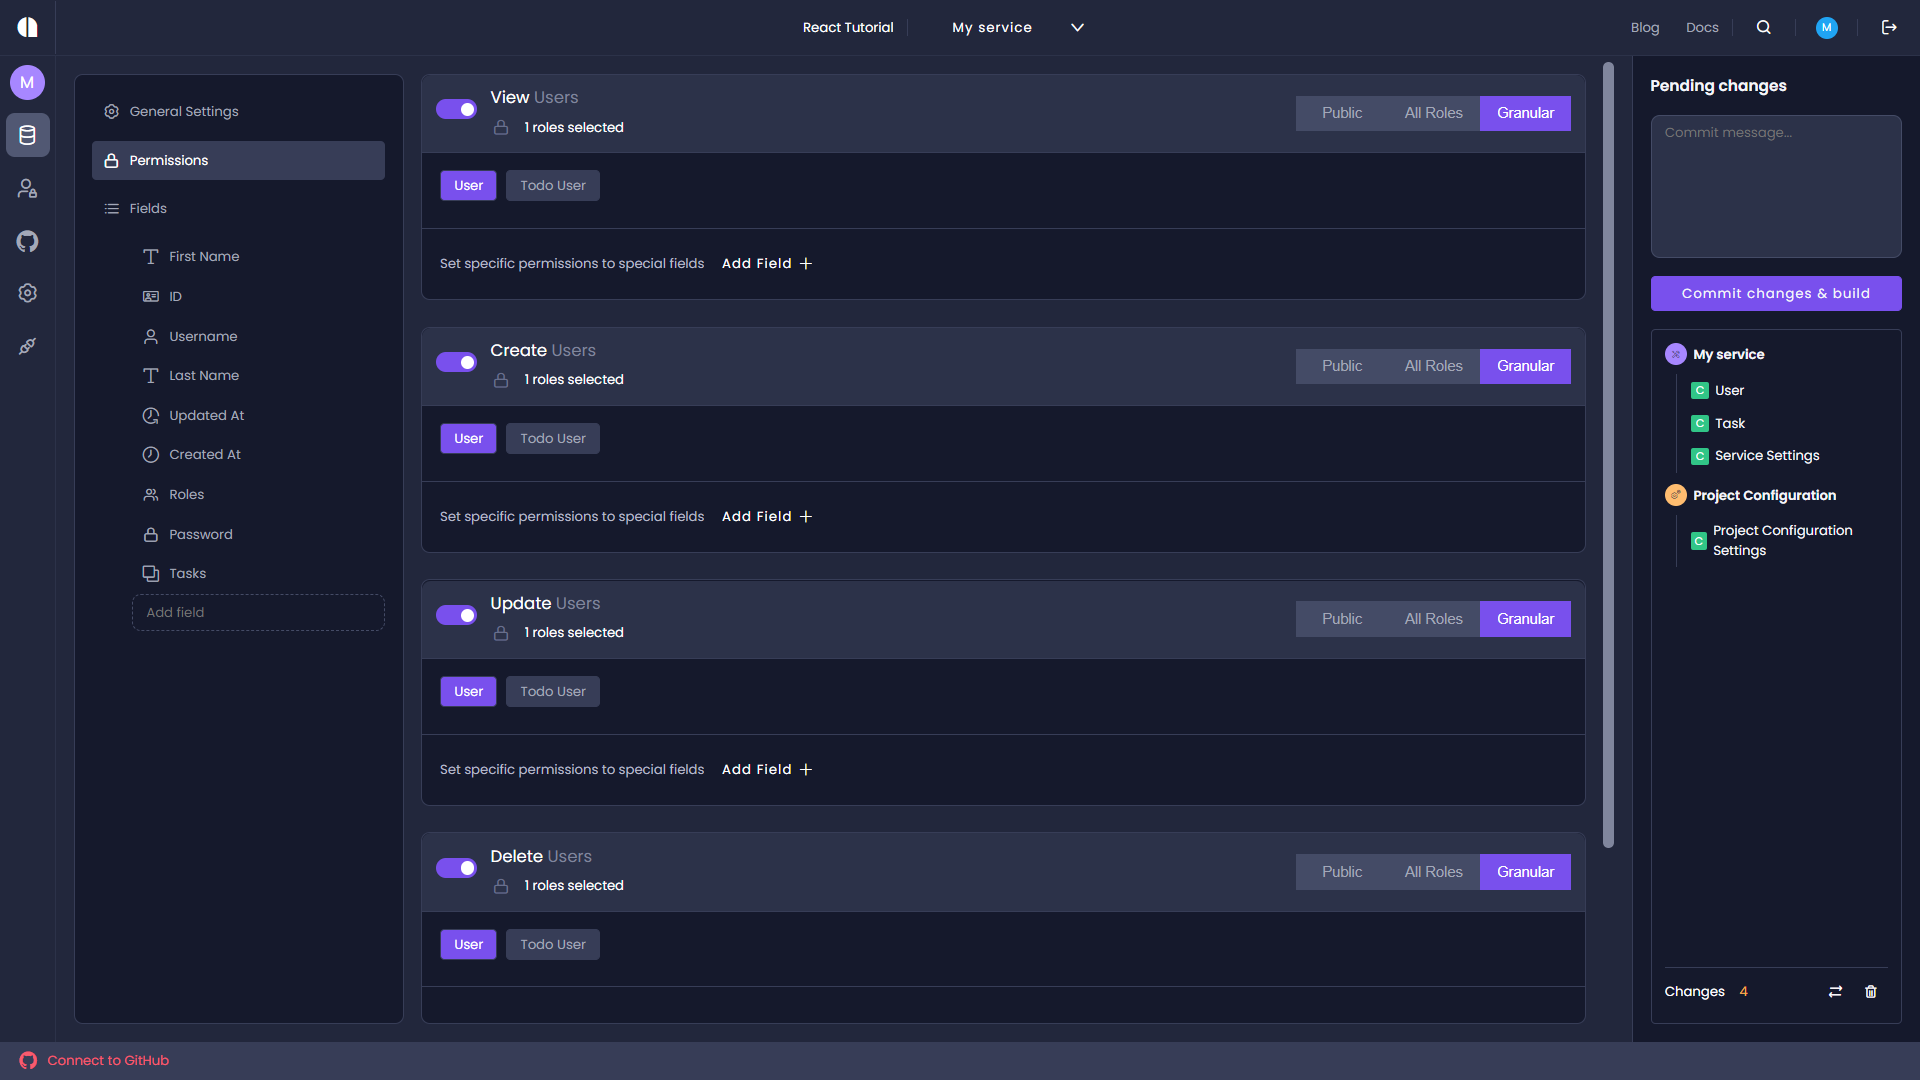 React Tutorial
My service
Blog
Docs
M
M
General Settings
Permissions
Fields
First Name
ID
Username
Last Name
Updated At
Created At
Roles
Password
Tasks
Add field
View Users
1 roles selected
Public All Roles Granular
User Todo User
Set specific permissions to special fields Add Field
Create Users
1 roles selected
Public All Roles Granular
User Todo User
Set specific permissions to special fields Add Field
Update Users
1 roles selected
Public All Roles Granular
User Todo User
Set specific permissions to special fields Add Field
Delete Users
1 roles selected
Public All Roles Granular
User Todo User
Pending changes
Commit message...
Commit changes & build
My service
C User
C Task
C Service Settings
Project Configuration
C Project Configuration
Settings
Changes 4
Connect to GitHub